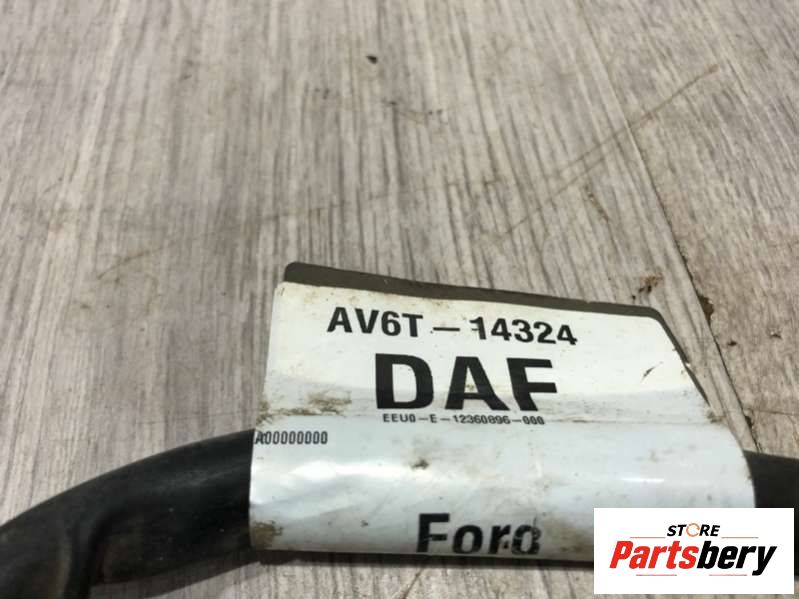 AV6T-14324
DAF
EEU0-E-12360896-000
A00000000
Ford
STORE
Partsbery